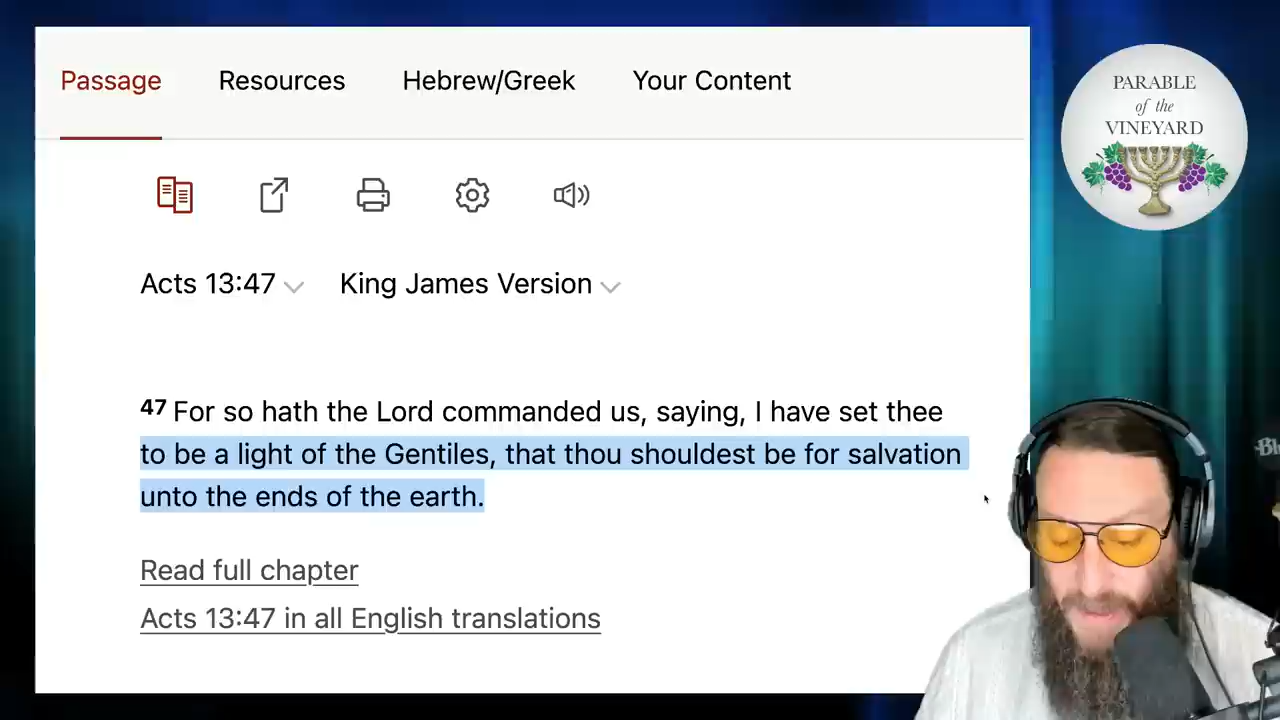 Passage Resources Hebrew/Greek Your Content
PARABLE
of the
VINEYARD
Acts 13:47 King James Version
47 For so hath the Lord commanded us, saying, I have set thee
to be a light of the Gentiles, that thou shouldest be for salvation
unto the ends of the earth.
Read full chapter
Acts 13:47 in all English translations